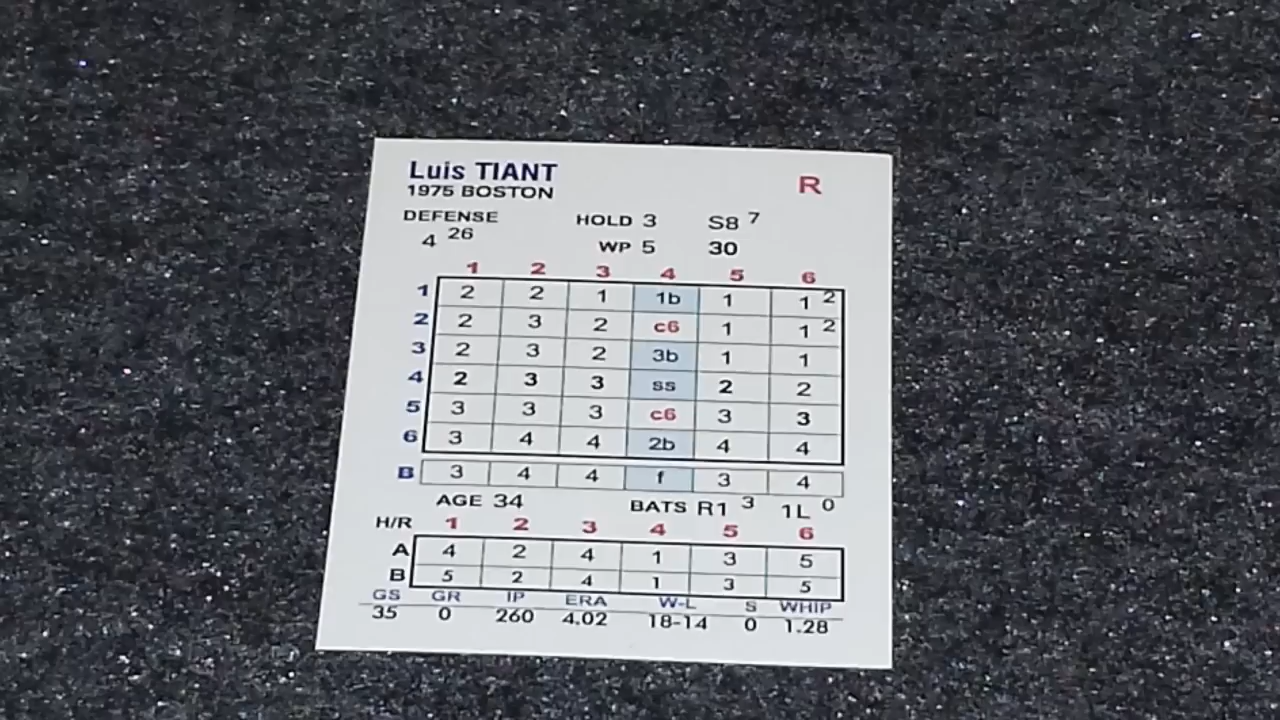 Luis TIANT R
1975 BOSTON
DEFENSE HOLD 3 S8 7
4 26 WP 5 30
1 2 3 4 5 6
1 2 2 1 1b 1 1 2
2 2 3 2 c6 1 1 2
3 2 3 2 3b 1 1
4 2 3 3 ss 2 2
5 3 3 3 c6 3 3
6 3 4 4 2b 4 4
B 3 4 4 f 3 4
AGE 34 BATS R1 3 1L 0
H/R 1 2 3 4 5 6
A 4 2 4 1 3 5
B 5 2 4 1 3 5
GS GR IP ERA W-L S WHIP
35 0 260 4.02 18-14 0 1.28